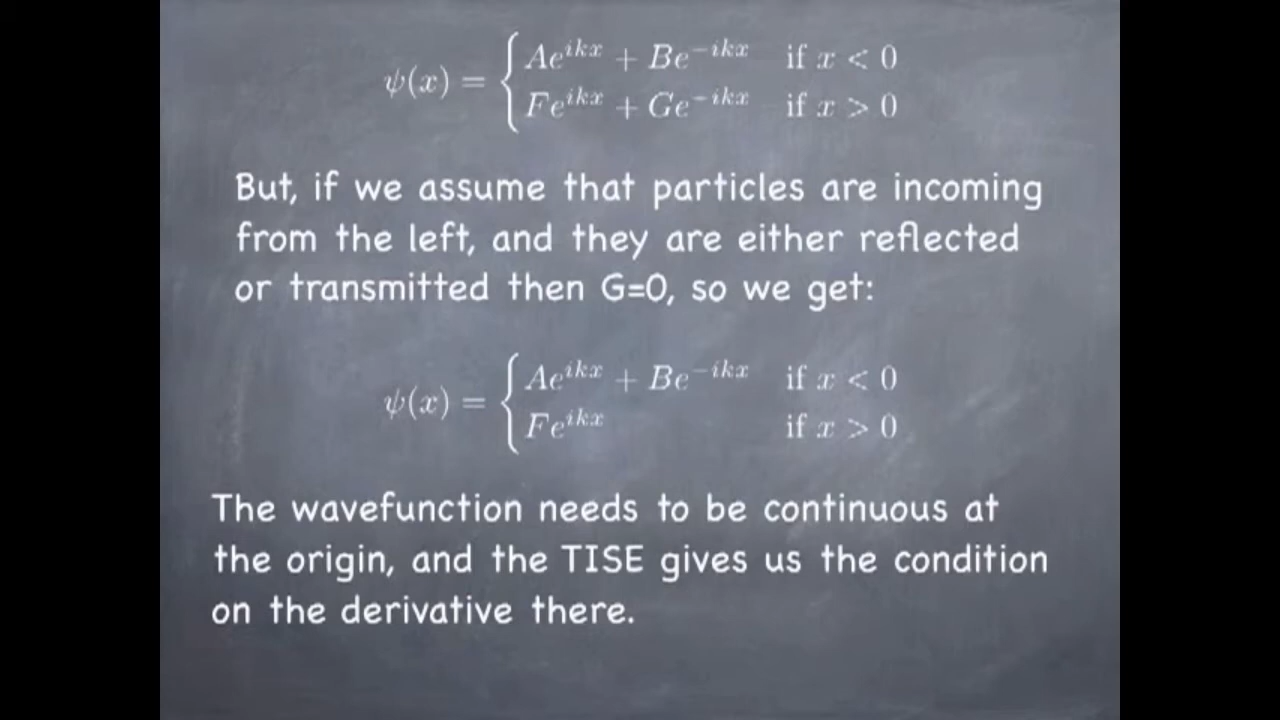 ψ(x) = { Ae^{ikx} + Be^{-ikx} if x < 0
Fe^{ikx} + Ge^{-ikx} if x > 0
But, if we assume that particles are incoming
from the left, and they are either reflected
or transmitted then G=0, so we get:
ψ(x) = { Ae^{ikx} + Be^{-ikx} if x < 0
Fe^{ikx} if x > 0
The wavefunction needs to be continuous at
the origin, and the TISE gives us the condition
on the derivative there.